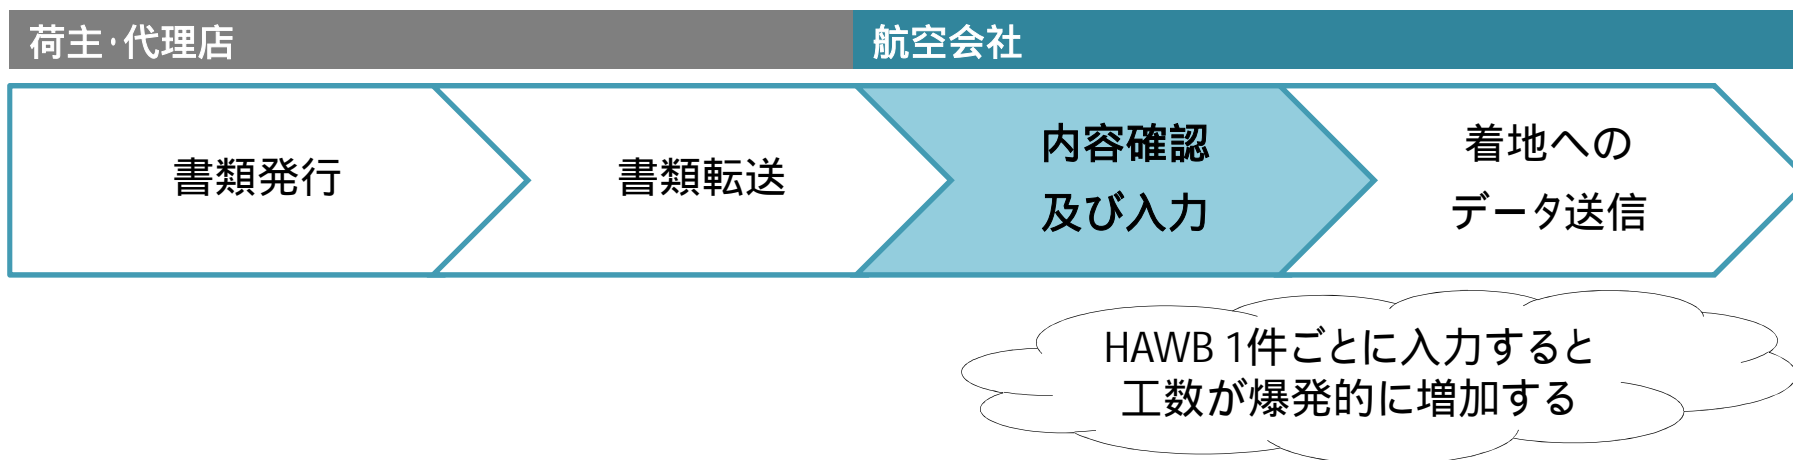 荷主・代理店
航空会社
書類発行
書類転送
内容確認
及び入力
着地への
データ送信
HAWB 1件ごとに入力すると
工数が爆発的に増加する